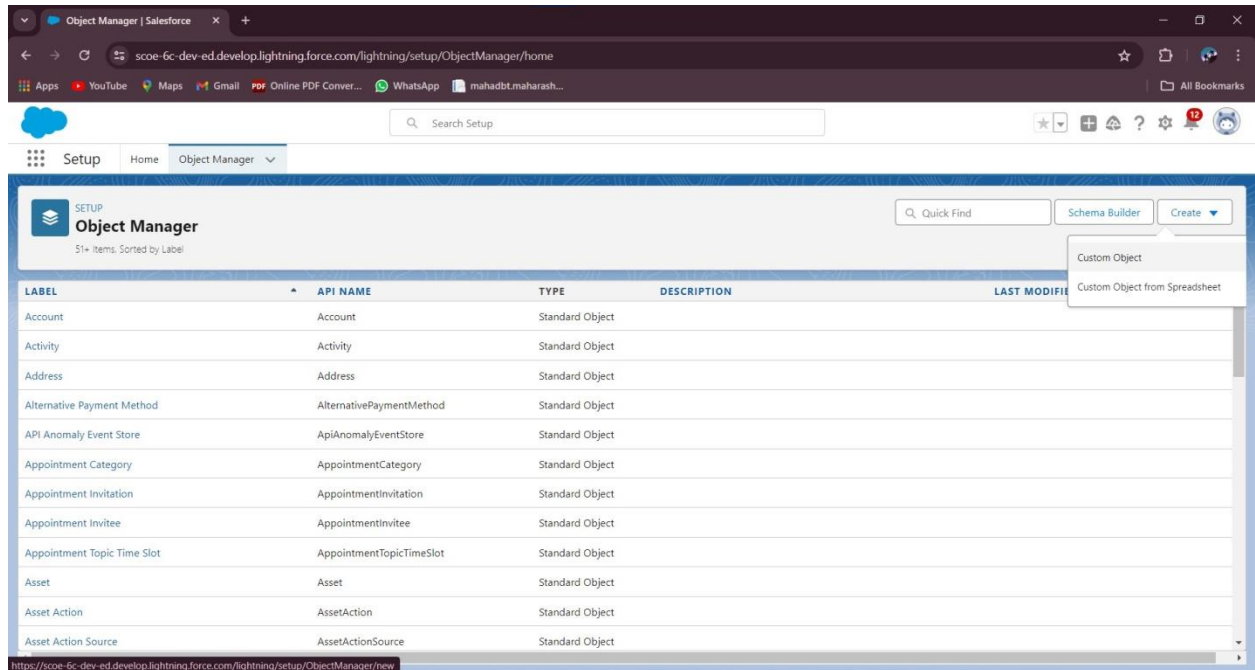 Object Manager | Salesforce
scoe-6c-dev-ed.develop.lightning.force.com/lightning/setup/ObjectManager/home
Apps YouTube Maps Gmail PDF Online PDF Conver... WhatsApp mahadbt.maharash... All Bookmarks
Search Setup
12
Setup Home Object Manager
SETUP
Object Manager
51+ Items. Sorted by Label
Quick Find Schema Builder Create
Custom Object
Custom Object from Spreadsheet
LABEL API NAME TYPE DESCRIPTION LAST MODIFIE
Account Account Standard Object
Activity Activity Standard Object
Address Address Standard Object
Alternative Payment Method AlternativePaymentMethod Standard Object
API Anomaly Event Store ApiAnomalyEventStore Standard Object
Appointment Category AppointmentCategory Standard Object
Appointment Invitation AppointmentInvitation Standard Object
Appointment Invitee AppointmentInvitee Standard Object
Appointment Topic Time Slot AppointmentTopicTimeSlot Standard Object
Asset Asset Standard Object
Asset Action AssetAction Standard Object
Asset Action Source AssetActionSource Standard Object
https://scoe-6c-dev-ed.develop.lightning.force.com/lightning/setup/ObjectManager/new